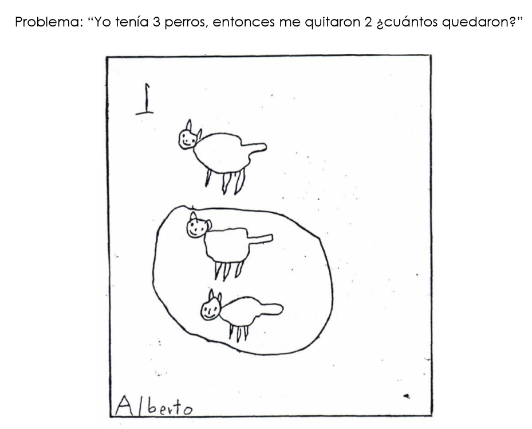 Problema: “Yo tenía 3 perros, entonces me quitaron 2 ¿cuántos quedaron?”
1
Alberto